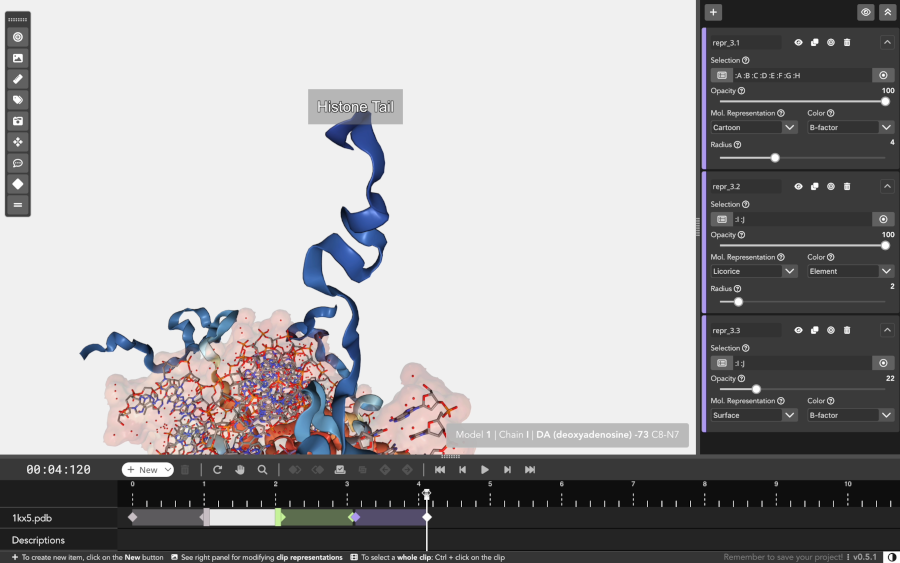 Histone Tail
Model 1 | Chain I | DA (deoxyadenosine) -73 C8-N7
repr_3.1
Selection
:A :B :C :D :E :F :G :H
Opacity 100
Mol. Representation Color
Cartoon B-factor
Radius 4
repr_3.2
Selection
:I :J
Opacity 100
Mol. Representation Color
Licorice Element
Radius 2
repr_3.3
Selection
:I :J
Opacity 22
Mol. Representation Color
Surface B-factor
00:04:120 + New
0 1 2 3 4 5 6 7 8 9 10
1kx5.pdb
Descriptions
To create new item, click on the New button See right panel for modifying clip representations To select a whole clip: Ctrl + click on the clip Remember to save your project! v0.5.1